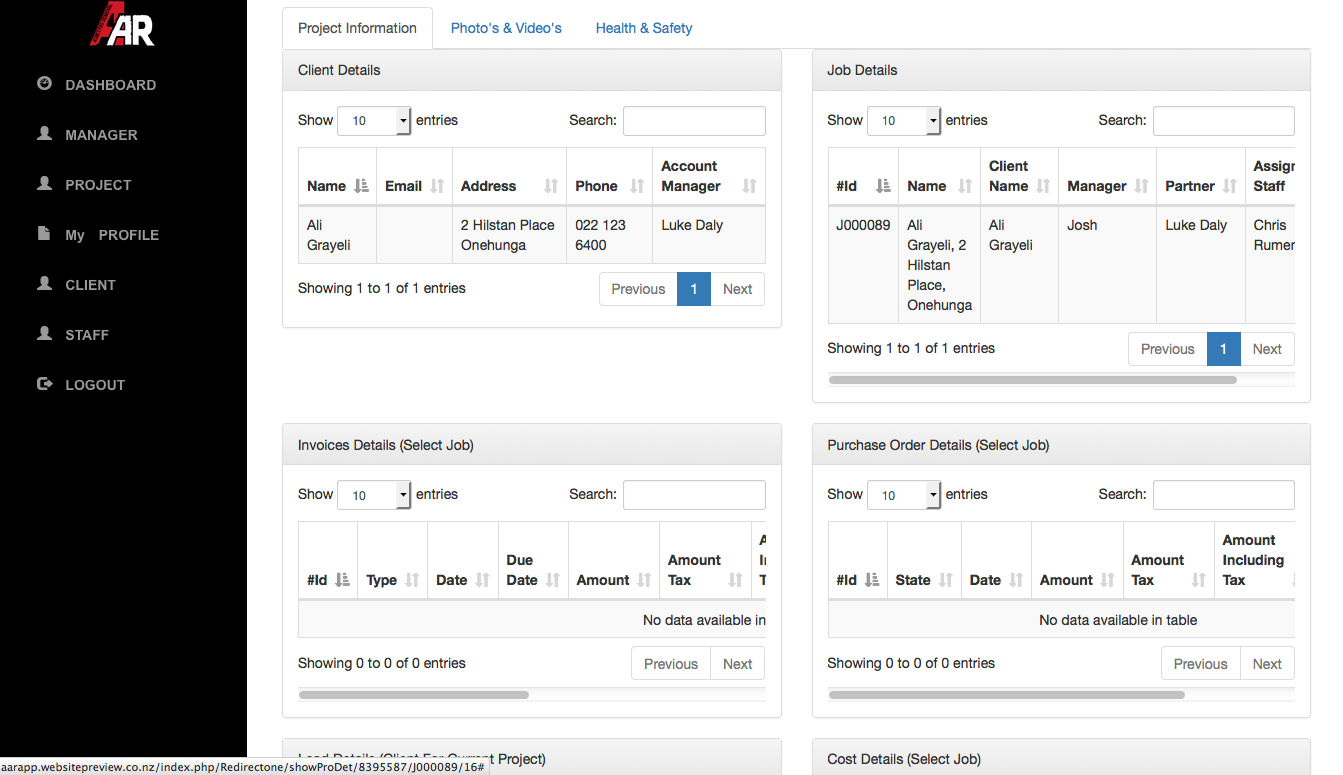 AAR
DASHBOARD
MANAGER
PROJECT
My PROFILE
CLIENT
STAFF
LOGOUT
Project Information Photo's & Video's Health & Safety
Client Details
Show 10 entries Search:
Name Email Address Phone Account Manager
Ali Grayeli 2 Hilstan Place Onehunga 022 123 6400 Luke Daly
Showing 1 to 1 of 1 entries Previous 1 Next
Job Details
Show 10 entries Search:
#Id Name Client Name Manager Partner Assign Staff
J000089 Ali Grayeli, 2 Hilstan Place, Onehunga Ali Grayeli Josh Luke Daly Chris Rumer
Showing 1 to 1 of 1 entries Previous 1 Next
Invoices Details (Select Job)
Show 10 entries Search:
#Id Type Date Due Date Amount Amount Tax
No data available in
Showing 0 to 0 of 0 entries Previous Next
Purchase Order Details (Select Job)
Show 10 entries Search:
#Id State Date Amount Amount Tax Amount Including Tax
No data available in table
Showing 0 to 0 of 0 entries Previous Next
Lead Details (Client For Current Project)
Cost Details (Select Job)
aarapp.websitepreview.co.nz/index.php/Redirectone/showProDet/8395587/J000089/16#